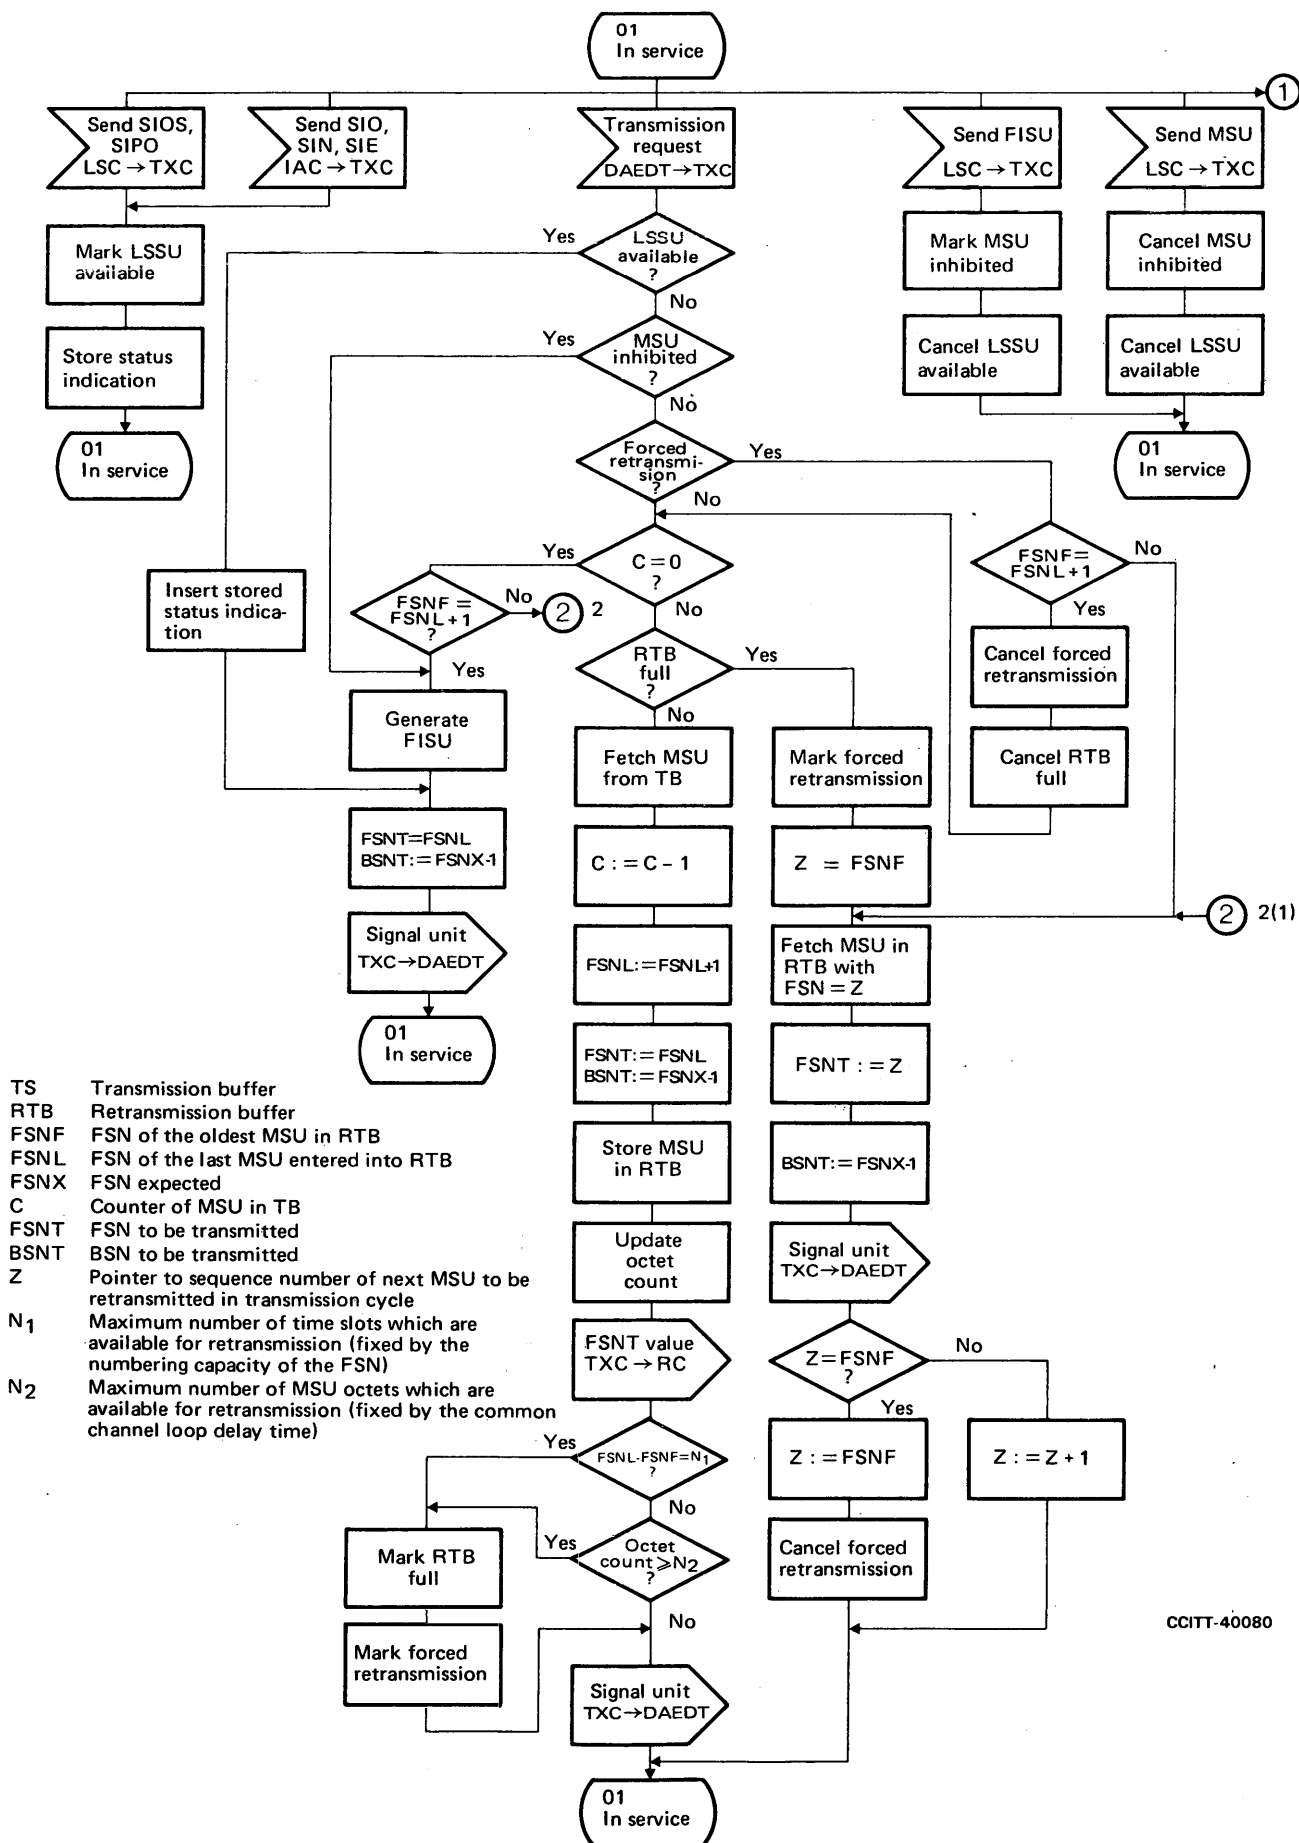 01
In service
1
Send SIOS,
SIPO
LSC → TXC
Send SIO,
SIN, SIE
IAC → TXC
Transmission
request
DAEDT → TXC
Send FISU
LSC → TXC
Send MSU
LSC → TXC
Mark LSSU
available
Yes
LSSU
available
?
No
Mark MSU
inhibited
Cancel MSU
inhibited
Store status
indication
Yes
MSU
inhibited
?
No
Cancel LSSU
available
Cancel LSSU
available
01
In service
Forced
retransmi-
sion
?
Yes
No
01
In service
Insert stored
status indica-
tion
Yes
C = 0
?
No
FSNF =
FSNL+1
?
No
2
2
Yes
FSNF=
FSNL+1
No
Yes
RTB
full
?
Yes
No
Cancel forced
retransmission
Generate
FISU
Fetch MSU
from TB
Mark forced
retransmission
Cancel RTB
full
FSNT=FSNL
BSNT:=FSNX-1
C := C - 1
Z = FSNF
2
2(1)
Signal unit
TXC→DAEDT
FSNL:=FSNL+1
Fetch MSU in
RTB with
FSN = Z
01
In service
FSNT:=FSNL
BSNT:=FSNX-1
FSNT := Z
Store MSU
in RTB
BSNT:=FSNX-1
Update
octet
count
Signal unit
TXC→DAEDT
TS Transmission buffer
RTB Retransmission buffer
FSNF FSN of the oldest MSU in RTB
FSNL FSN of the last MSU entered into RTB
FSNX FSN expected
C Counter of MSU in TB
FSNT FSN to be transmitted
BSNT BSN to be transmitted
Z Pointer to sequence number of next MSU to be
retransmitted in transmission cycle
N1 Maximum number of time slots which are
available for retransmission (fixed by the
numbering capacity of the FSN)
N2 Maximum number of MSU octets which are
available for retransmission (fixed by the common
channel loop delay time)
FSNT value
TXC → RC
Z=FSNF
?
No
Yes
Yes
FSNL-FSNF=N1
?
No
Z := FSNF
Z := Z + 1
Mark RTB
full
Yes
Octet
count ⩾N2
?
No
Cancel forced
retransmission
Mark forced
retransmission
Signal unit
TXC→DAEDT
01
In service
CCITT-40080